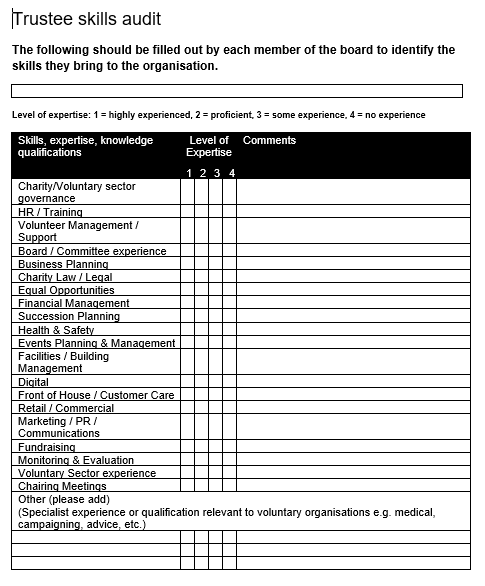 Trustee skills audit
The following should be filled out by each member of the board to identify the
skills they bring to the organisation.
Level of expertise: 1 = highly experienced, 2 = proficient, 3 = some experience, 4 = no experience
Skills, expertise, knowledge
qualifications
Level of
Expertise
1 2 3 4
Comments
Charity/Voluntary sector
governance
HR / Training
Volunteer Management /
Support
Board / Committee experience
Business Planning
Charity Law / Legal
Equal Opportunities
Financial Management
Succession Planning
Health & Safety
Events Planning & Management
Facilities / Building
Management
Digital
Front of House / Customer Care
Retail / Commercial
Marketing / PR /
Communications
Fundraising
Monitoring & Evaluation
Voluntary Sector experience
Chairing Meetings
Other (please add)
(Specialist experience or qualification relevant to voluntary organisations e.g. medical,
campaigning, advice, etc.)